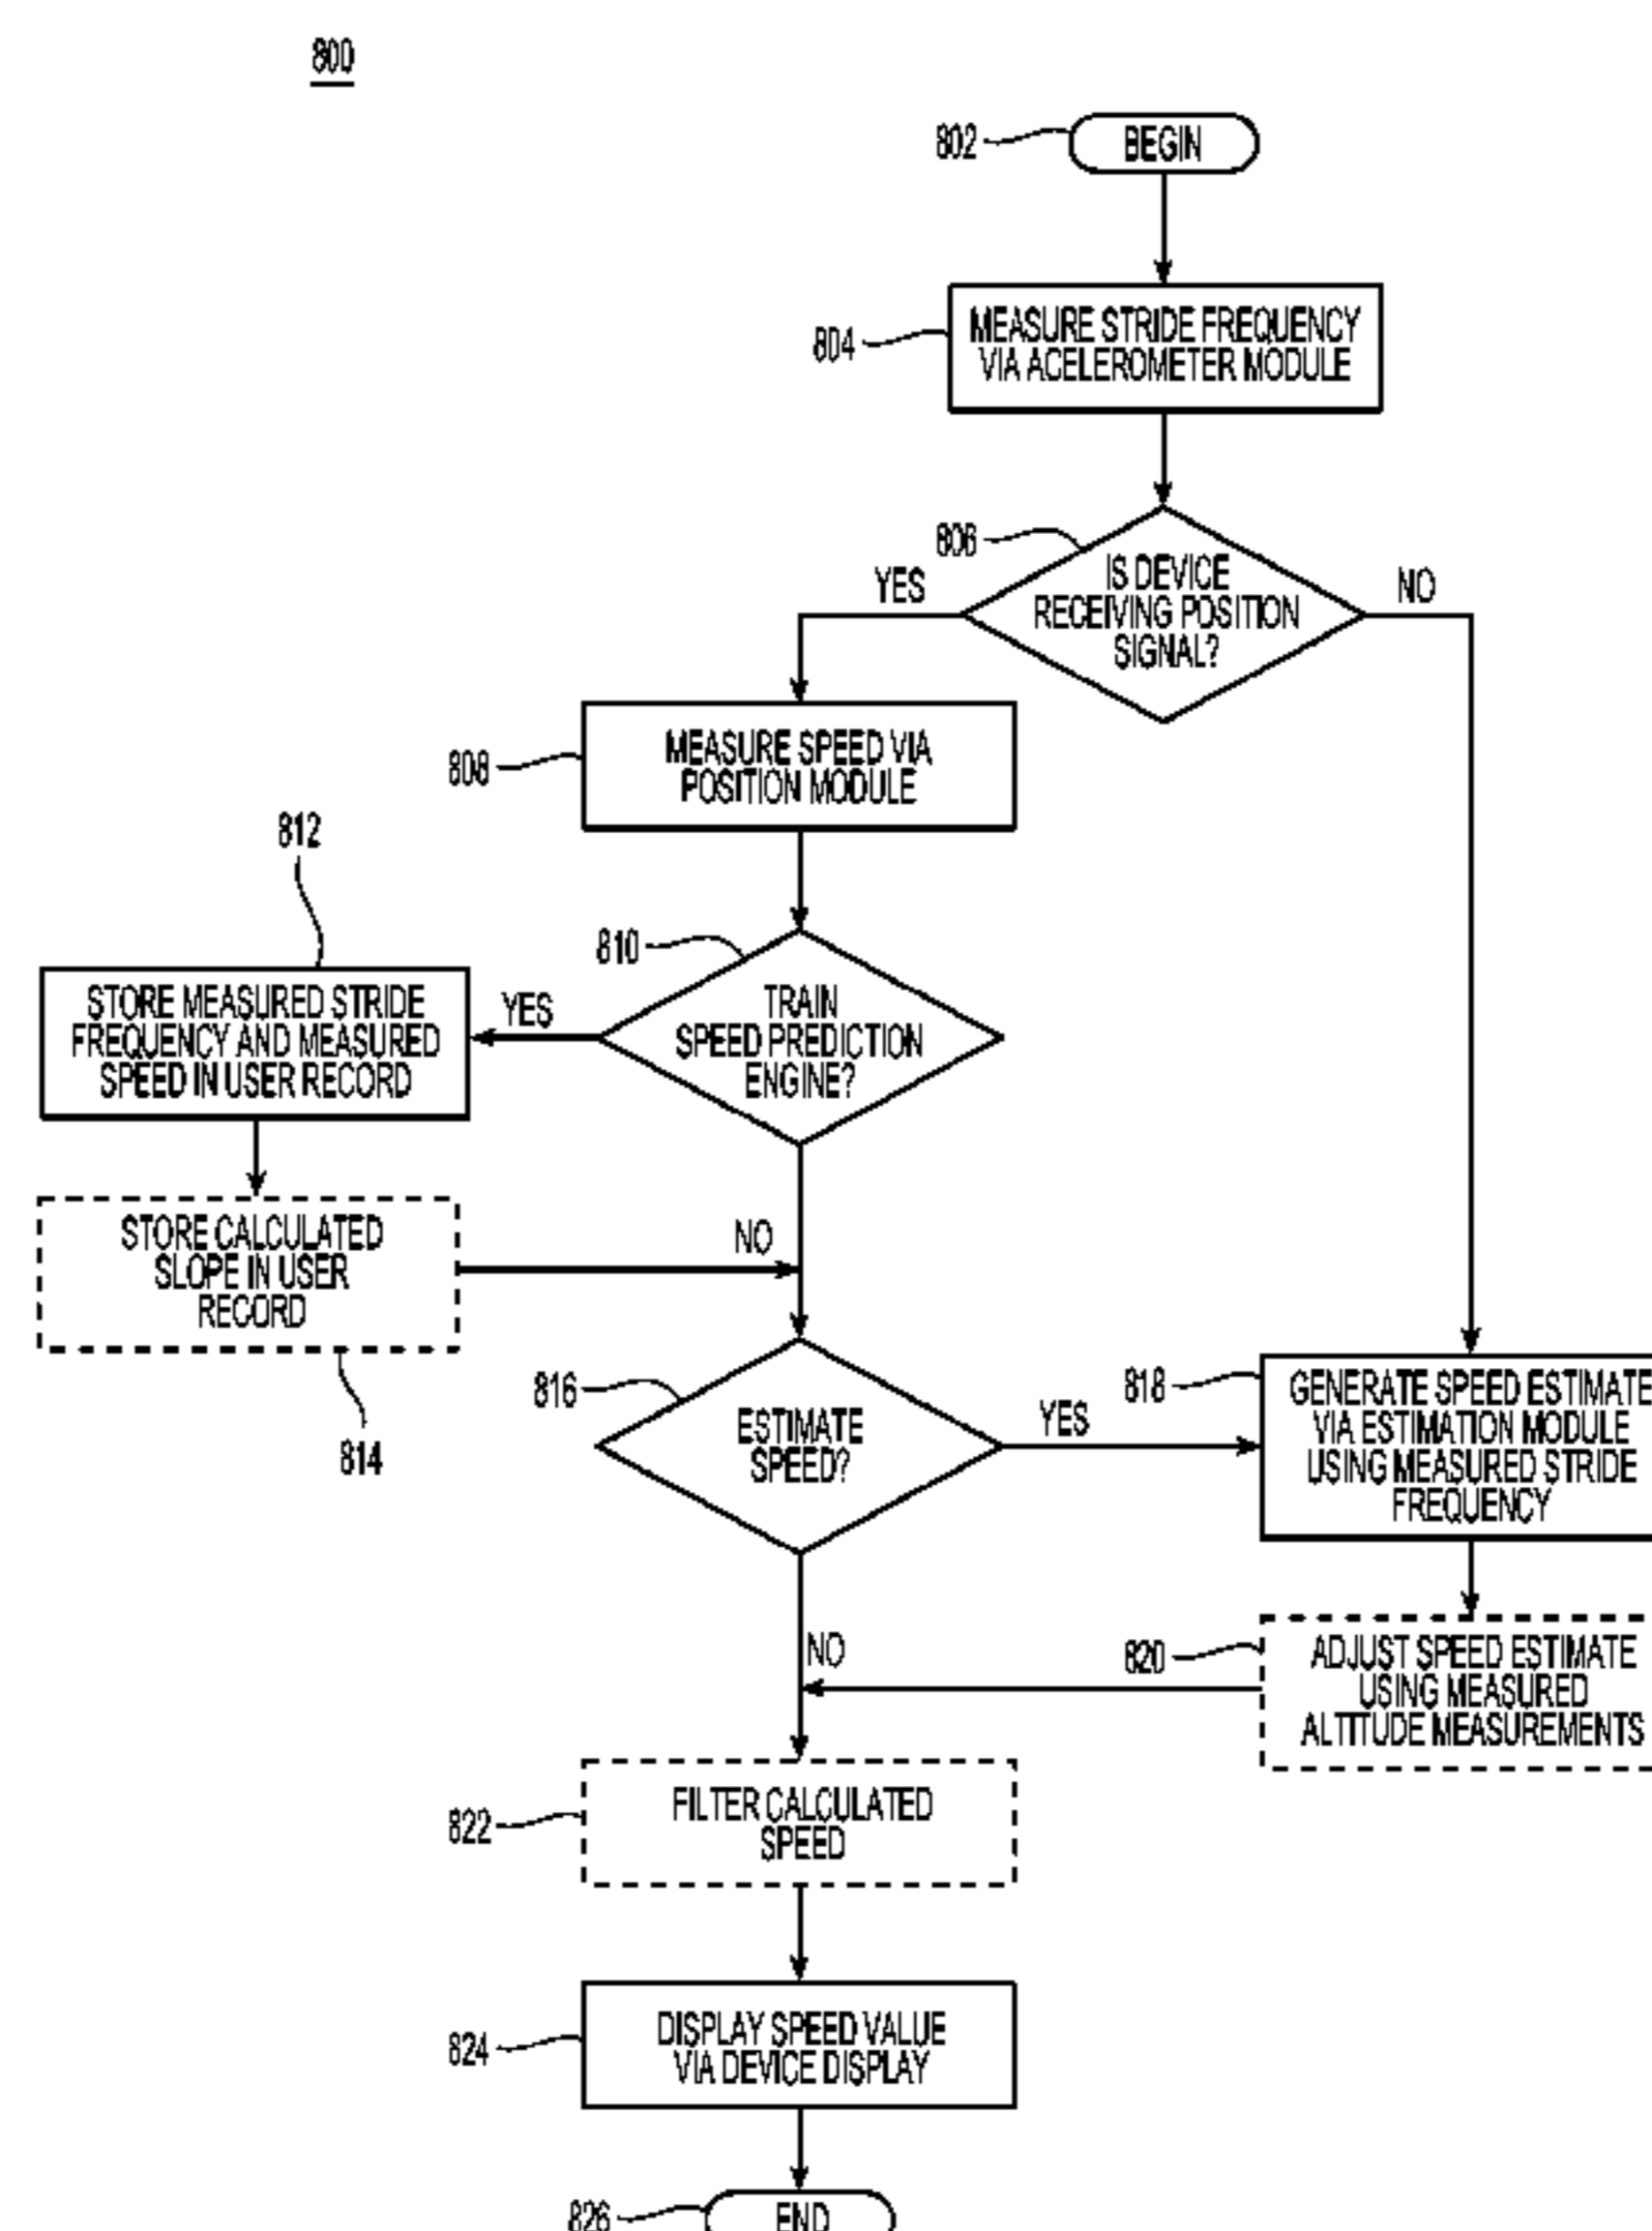 800
802
BEGIN
804
MEASURE STRIDE FREQUENCY
VIA ACELEROMETER MODULE
806
IS DEVICE
RECEIVING POSITION
SIGNAL?
YES
NO
808
MEASURE SPEED VIA
POSITION MODULE
810
TRAIN
SPEED PREDICTION
ENGINE?
YES
812
STORE MEASURED STRIDE
FREQUENCY AND MEASURED
SPEED IN USER RECORD
STORE CALCULATED
SLOPE IN USER
RECORD
814
NO
816
ESTIMATE
SPEED?
YES
818
GENERATE SPEED ESTIMATE
VIA ESTIMATION MODULE
USING MEASURED STRIDE
FREQUENCY
NO
820
ADJUST SPEED ESTIMATE
USING MEASURED
ALTITUDE MEASUREMENTS
822
FILTER CALCULATED
SPEED
824
DISPLAY SPEED VALUE
VIA DEVICE DISPLAY
826
END